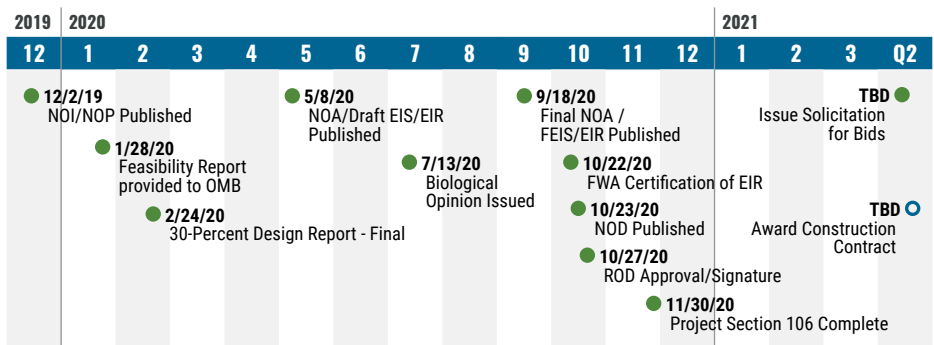 2019 2020 2021
12 1 2 3 4 5 6 7 8 9 10 11 12 1 2 3 Q2
12/2/19
NOI/NOP Published
1/28/20
Feasibility Report
provided to OMB
2/24/20
30-Percent Design Report - Final
5/8/20
NOA/Draft EIS/EIR
Published
7/13/20
Biological
Opinion Issued
9/18/20
Final NOA /
FEIS/EIR Published
10/22/20
FWA Certification of EIR
10/23/20
NOD Published
10/27/20
ROD Approval/Signature
11/30/20
Project Section 106 Complete
TBD
Issue Solicitation
for Bids
TBD
Award Construction
Contract